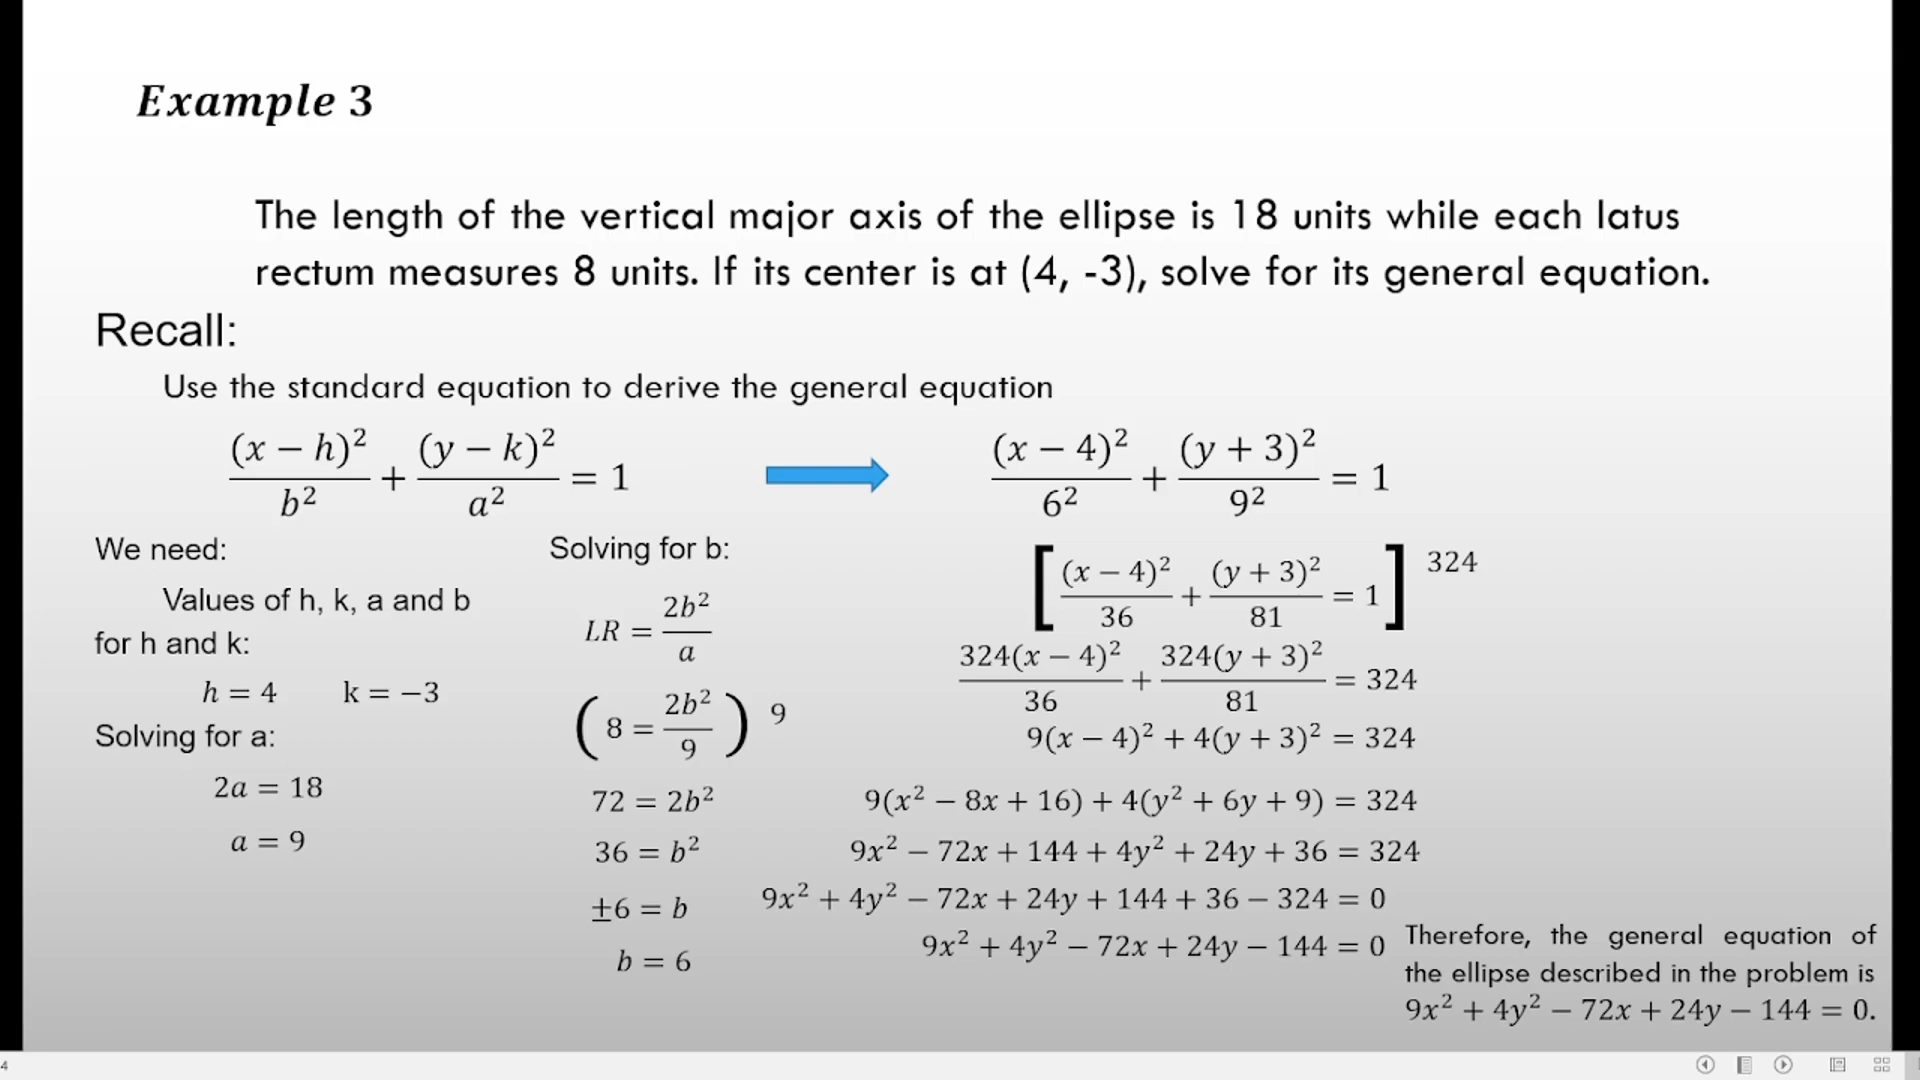 Example 3
The length of the vertical major axis of the ellipse is 18 units while each latus
rectum measures 8 units. If its center is at (4, -3), solve for its general equation.
Recall:
Use the standard equation to derive the general equation
(x − h)²/b² + (y − k)²/a² = 1
(x − 4)²/6² + (y + 3)²/9² = 1
We need:
Values of h, k, a and b
for h and k:
h = 4 k = −3
Solving for a:
2a = 18
a = 9
Solving for b:
LR = 2b²/a
(8 = 2b²/9) 9
72 = 2b²
36 = b²
±6 = b
b = 6
[(x − 4)²/36 + (y + 3)²/81 = 1] 324
324(x − 4)²/36 + 324(y + 3)²/81 = 324
9(x − 4)² + 4(y + 3)² = 324
9(x² − 8x + 16) + 4(y² + 6y + 9) = 324
9x² − 72x + 144 + 4y² + 24y + 36 = 324
9x² + 4y² − 72x + 24y + 144 + 36 − 324 = 0
9x² + 4y² − 72x + 24y − 144 = 0
Therefore, the general equation of
the ellipse described in the problem is
9x² + 4y² − 72x + 24y − 144 = 0.
4